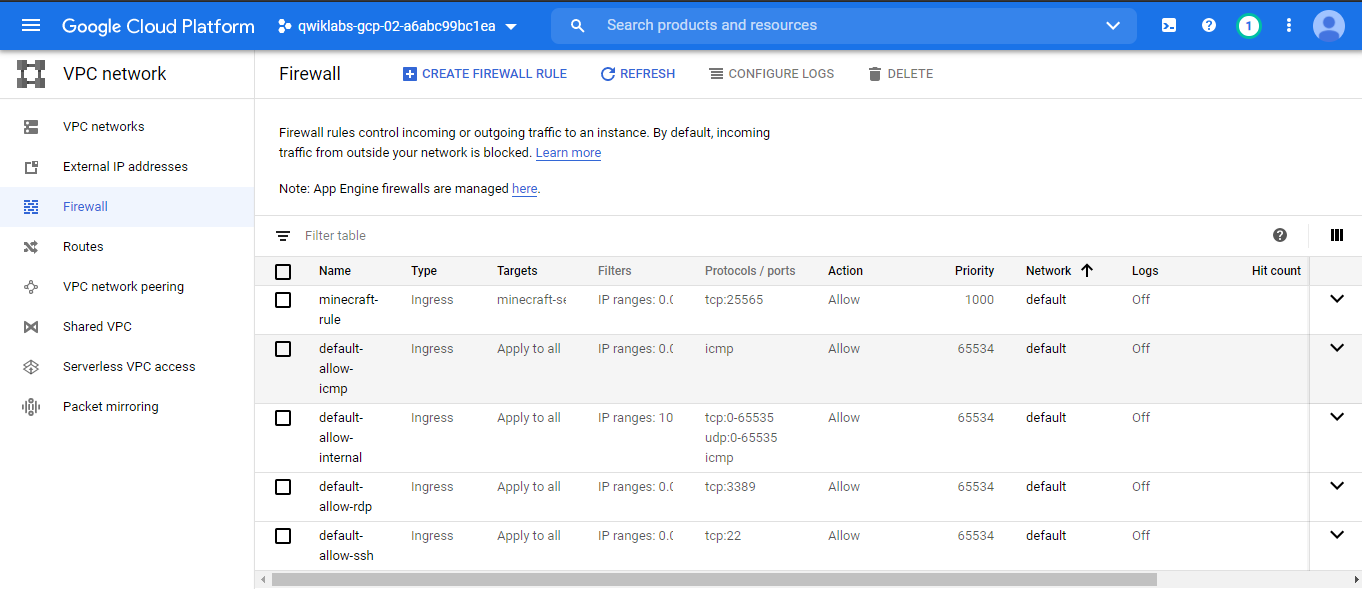 Google Cloud Platform qwiklabs-gcp-02-a6abc99bc1ea Search products and resources 1
VPC network
VPC networks
External IP addresses
Firewall
Routes
VPC network peering
Shared VPC
Serverless VPC access
Packet mirroring
Firewall CREATE FIREWALL RULE REFRESH CONFIGURE LOGS DELETE
Firewall rules control incoming or outgoing traffic to an instance. By default, incoming
traffic from outside your network is blocked. Learn more
Note: App Engine firewalls are managed here.
Filter table
Name Type Targets Filters Protocols / ports Action Priority Network Logs Hit count
minecraft- Ingress minecraft-se IP ranges: 0.0 tcp:25565 Allow 1000 default Off
rule
default- Ingress Apply to all IP ranges: 0.0 icmp Allow 65534 default Off
allow-
icmp
default- Ingress Apply to all IP ranges: 10 tcp:0-65535 Allow 65534 default Off
allow- udp:0-65535
internal icmp
default- Ingress Apply to all IP ranges: 0.0 tcp:3389 Allow 65534 default Off
allow-rdp
default- Ingress Apply to all IP ranges: 0.0 tcp:22 Allow 65534 default Off
allow-ssh